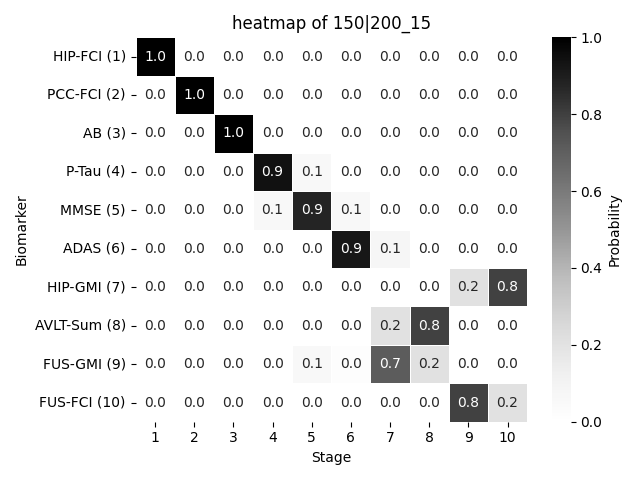 heatmap of 150|200_15
HIP-FCI (1) 1.0 0.0 0.0 0.0 0.0 0.0 0.0 0.0 0.0 0.0
PCC-FCI (2) 0.0 1.0 0.0 0.0 0.0 0.0 0.0 0.0 0.0 0.0
AB (3) 0.0 0.0 1.0 0.0 0.0 0.0 0.0 0.0 0.0 0.0
P-Tau (4) 0.0 0.0 0.0 0.9 0.1 0.0 0.0 0.0 0.0 0.0
MMSE (5) 0.0 0.0 0.0 0.1 0.9 0.1 0.0 0.0 0.0 0.0
ADAS (6) 0.0 0.0 0.0 0.0 0.0 0.9 0.1 0.0 0.0 0.0
HIP-GMI (7) 0.0 0.0 0.0 0.0 0.0 0.0 0.0 0.0 0.2 0.8
AVLT-Sum (8) 0.0 0.0 0.0 0.0 0.0 0.0 0.2 0.8 0.0 0.0
FUS-GMI (9) 0.0 0.0 0.0 0.0 0.1 0.0 0.7 0.2 0.0 0.0
FUS-FCI (10) 0.0 0.0 0.0 0.0 0.0 0.0 0.0 0.0 0.8 0.2
1 2 3 4 5 6 7 8 9 10
Stage
Biomarker
1.0
0.8
0.6
0.4
0.2
0.0
Probability